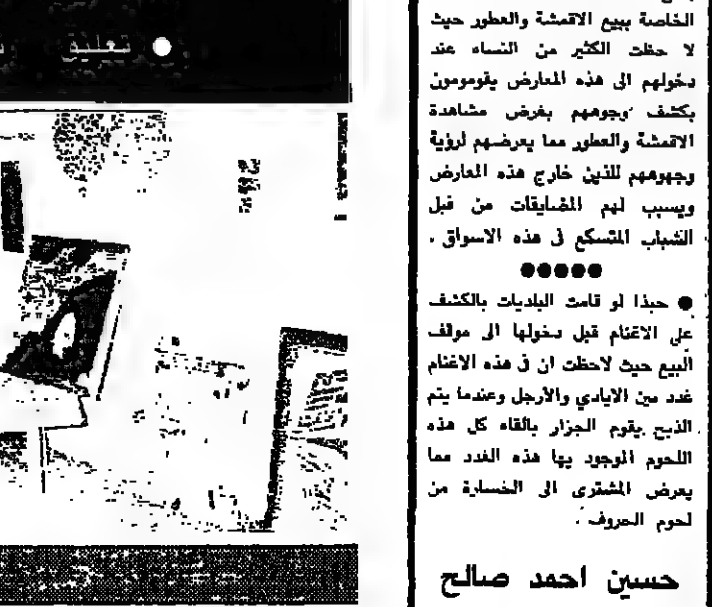 ● تعليق
الخاصة ببيع الاقمشة والعطور حيث
لا حظت الكثير من النساء عند
دخولهم الى هذه المعارض يقومون
بكشف وجوههم بغرض مشاهدة
الاقمشة والعطور مما يعرضهم لرؤية
وجهوهم للذين خارج هذه المعارض
ويسبب لهم المضايقات من قبل
الشباب المتسكع في هذه الاسواق .
●●●●●
● حبذا لو قامت البلديات بالكشف
على الاغنام قبل دخولها الى موقف
البيع حيث لاحظت ان في هذه الاغنام
غدد بين الايادي والأرجل وعندما يتم
الذبح يقوم الجزار بالقاء كل هذه
اللحوم الموجود بها هذه الغدد مما
يعرض المشترى الى الخسارة من
لحوم الخروف .
حسين احمد صالح